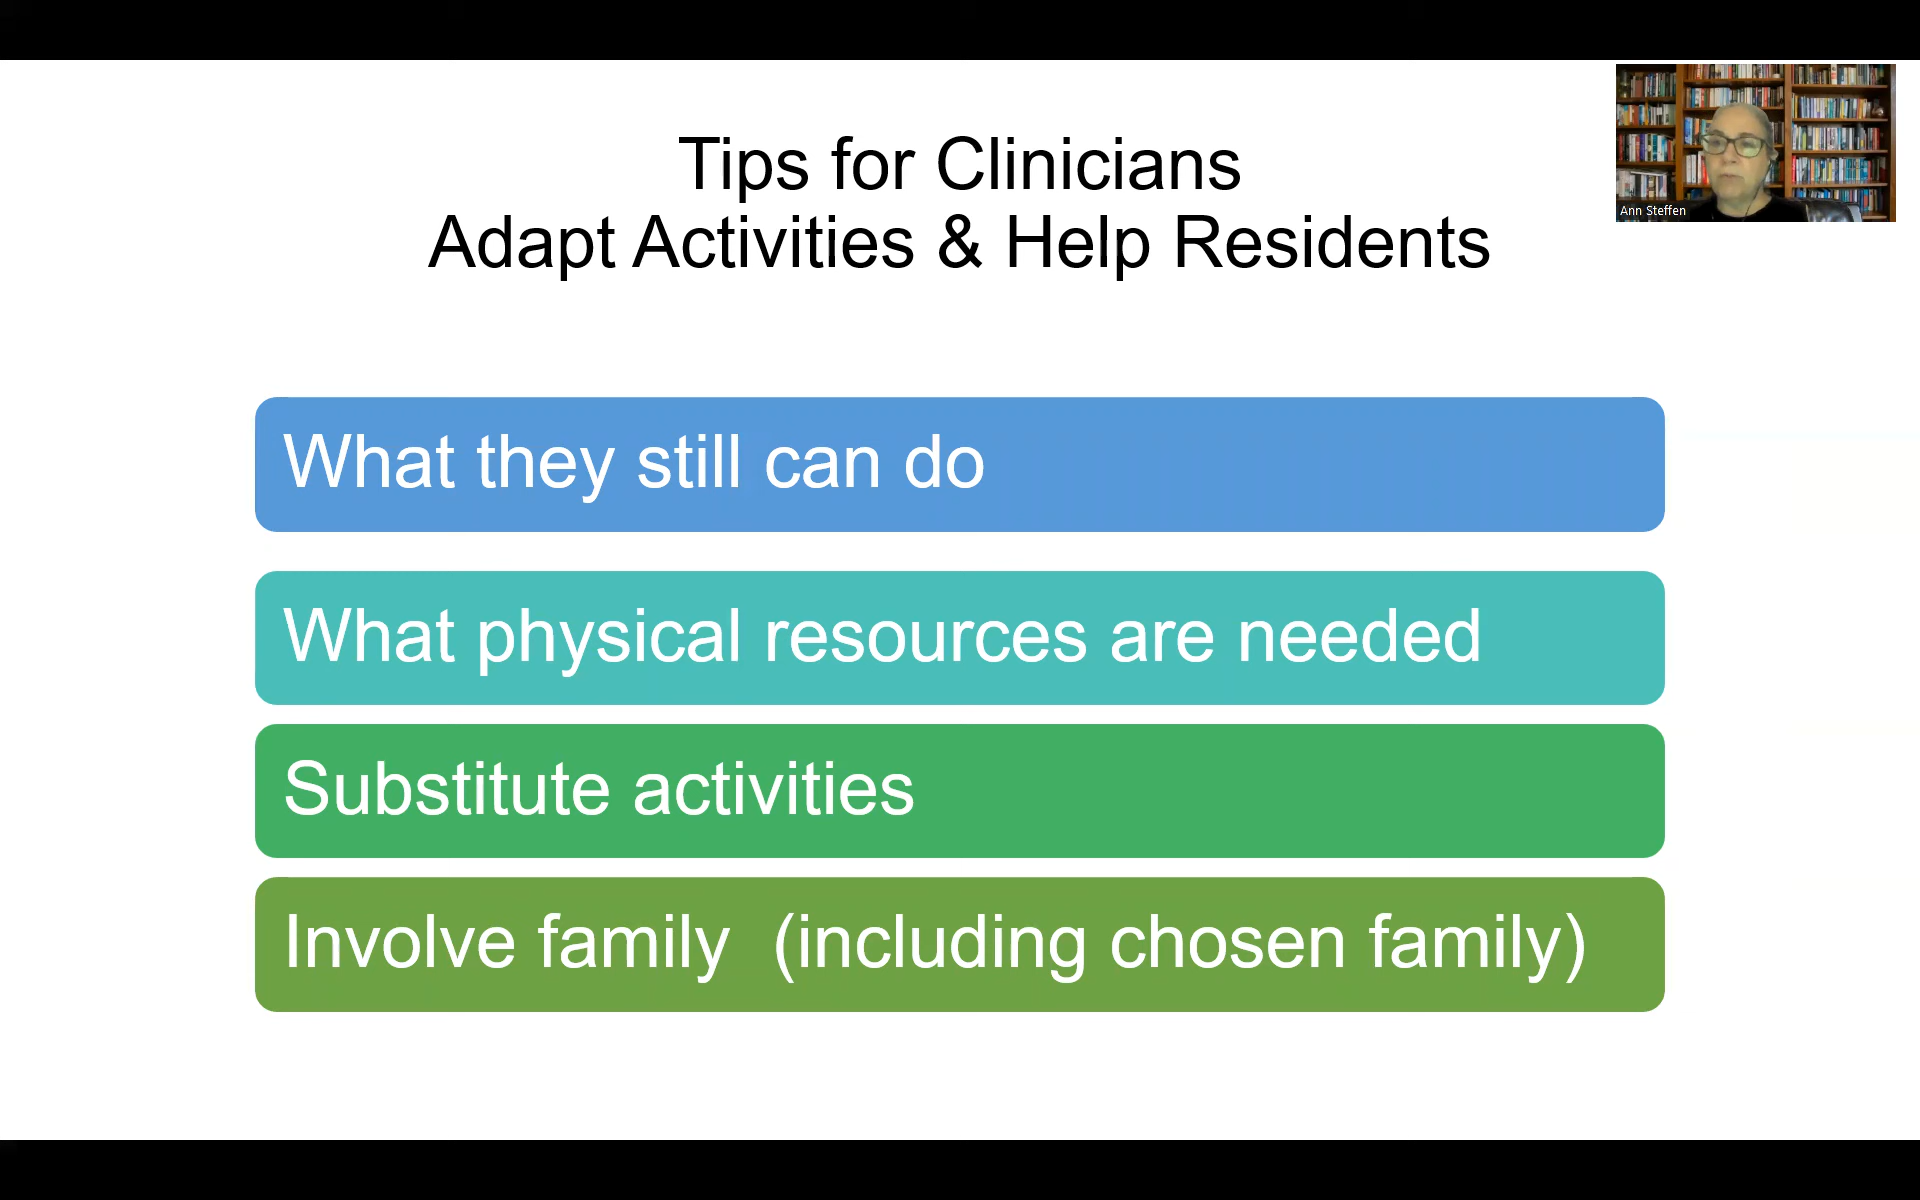 Tips for Clinicians
Adapt Activities & Help Residents
Ann Steffen
What they still can do
What physical resources are needed
Substitute activities
Involve family  (including chosen family)